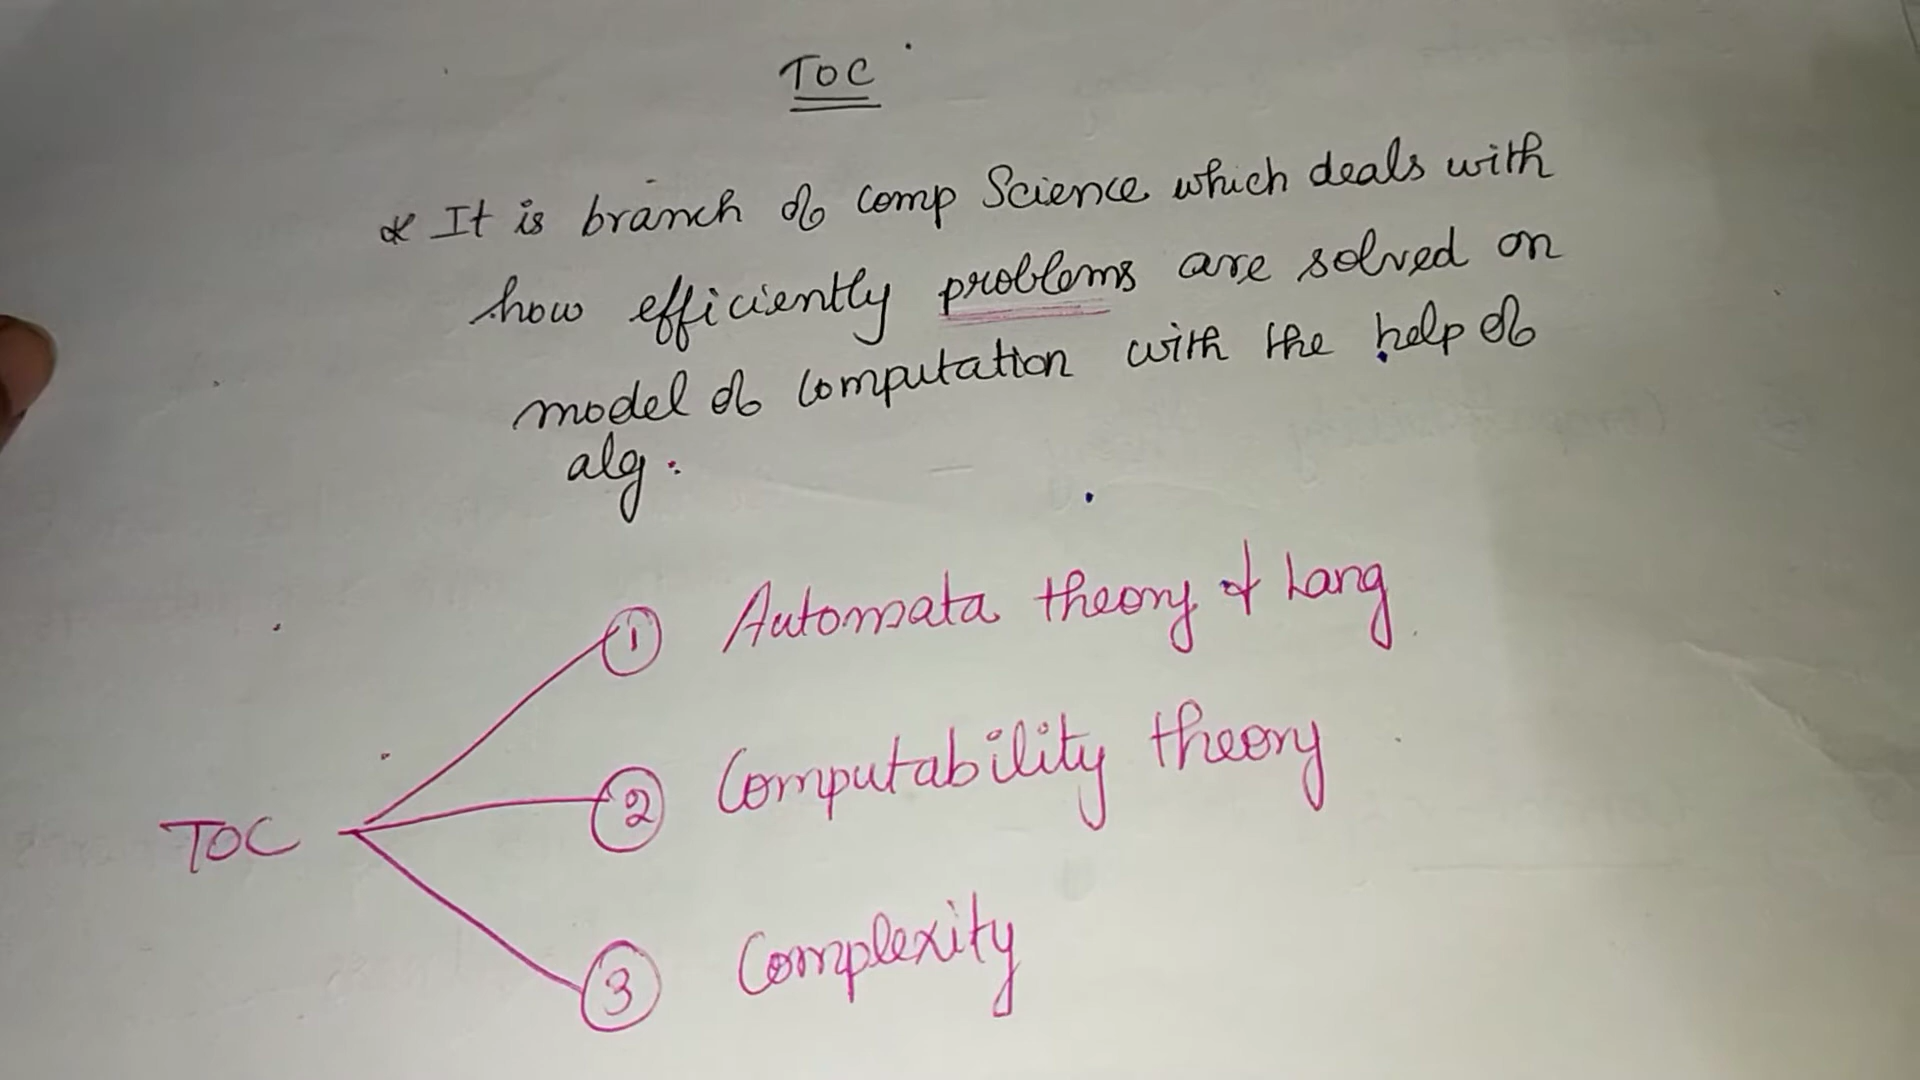 TOC
* It is branch of comp Science which deals with
how efficiently problems are solved on
model of computation with the help of
alg.
① Automata theory & Lang
② Computability theory
TOC
③ Complexity